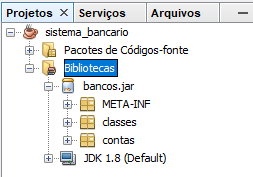 Projetos Serviços Arquivos
sistema_bancario
Pacotes de Códigos-fonte
Bibliotecas
bancos.jar
META-INF
classes
contas
JDK 1.8 (Default)